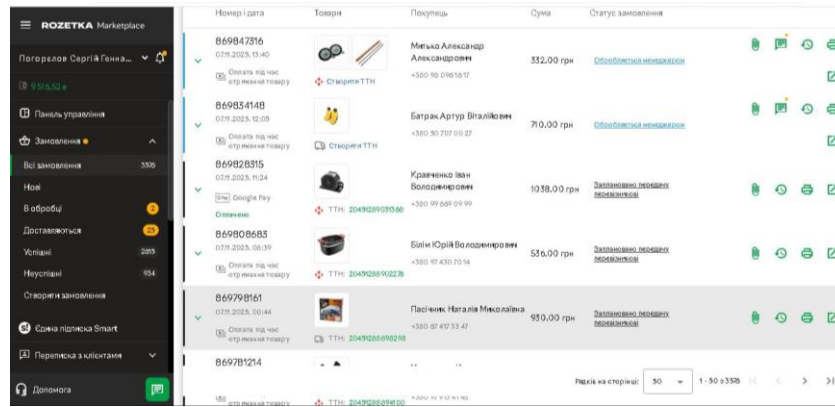 ROZETKA Marketplace
Погорєлов Сергій Генна...
9 516,52 ₴
Панель управління
Замовлення
Всі замовлення 3526
Нові
В обробці 2
Доставляються 25
Успішні 2615
Неуспішні 934
Створити замовлення
Єдина підписка Smart
Переписка з клієнтами
Допомога
Номер і дата Товари Покупець Сума Статус замовлення
869847316
07.11.2025, 13:40
Оплата під час отримання товару
Створити ТТН
Митько Александр Александрович
+380 98 098 16 17
332.00 грн
Обробляється менеджером
869834148
07.11.2025, 12:05
Оплата під час отримання товару
Створити ТТН
Батрак Артур Віталійович
+380 50 707 00 27
710.00 грн
Обробляється менеджером
869828315
07.11.2025, 11:24
Google Pay
Оплачено
ТТН: 20451289031368
Кравченко Іван Володимирович
+380 99 669 09 99
1038.00 грн
Заплановано передачу перевізникові
869808683
07.11.2025, 08:39
Оплата під час отримання товару
ТТН: 20451288902278
Білім Юрій Володимирович
+380 97 430 70 14
536.00 грн
Заплановано передачу перевізникові
869798161
07.11.2025, 00:44
Оплата під час отримання товару
ТТН: 20451288898298
Пасічник Наталія Миколаївна
+380 67 417 33 47
930.00 грн
Заплановано передачу перевізникові
869781214
отримання товару
ТТН: 20451288894100
Рядків на сторінці: 50 1 - 50 з 3526